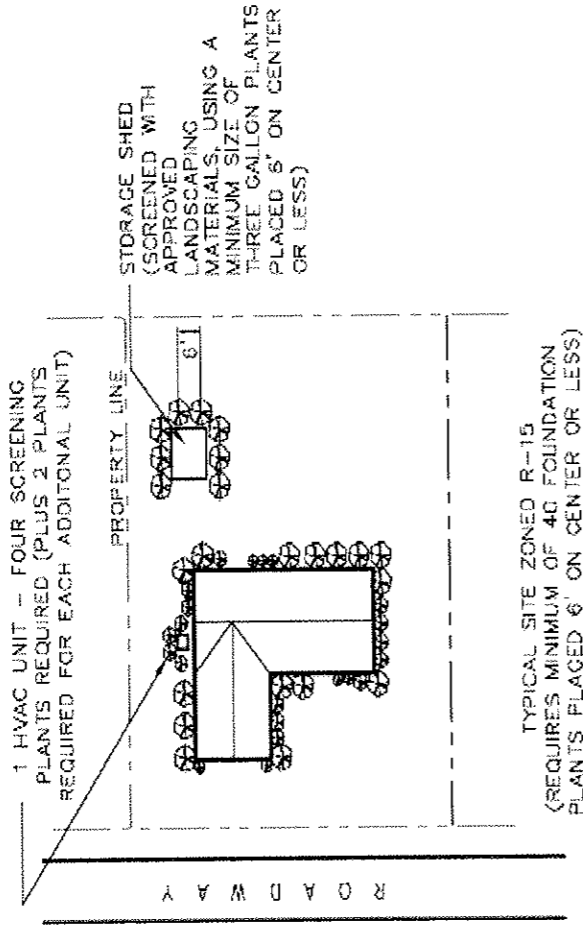 1 HVAC UNIT - FOUR SCREENING
PLANTS REQUIRED (PLUS 2 PLANTS
REQUIRED FOR EACH ADDITONAL UNIT)
STORAGE SHED
(SCREENED WITH
APPROVED
LANDSCAPING
MATERIALS, USING A
MINIMUM SIZE OF
THREE GALLON PLANTS
PLACED 6' ON CENTER
OR LESS)
PROPERTY LINE
6'
ROADWAY
TYPICAL SITE ZONED R-15
(REQUIRES MINIMUM OF 40 FOUNDATION
PLANTS PLACED 6' ON CENTER OR LESS)